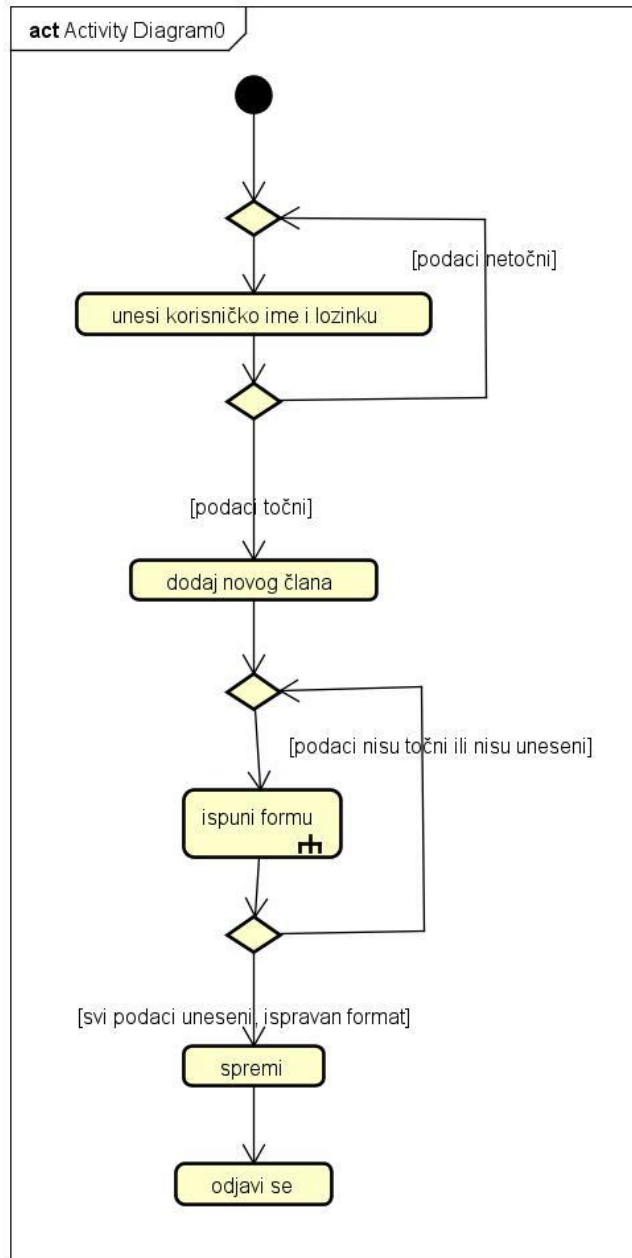 act Activity Diagram0
[podaci netočni]
unesi korisničko ime i lozinku
[podaci točni]
dodaj novog člana
[podaci nisu točni ili nisu uneseni]
ispuni formu
[svi podaci uneseni, ispravan format]
spremi
odjavi se